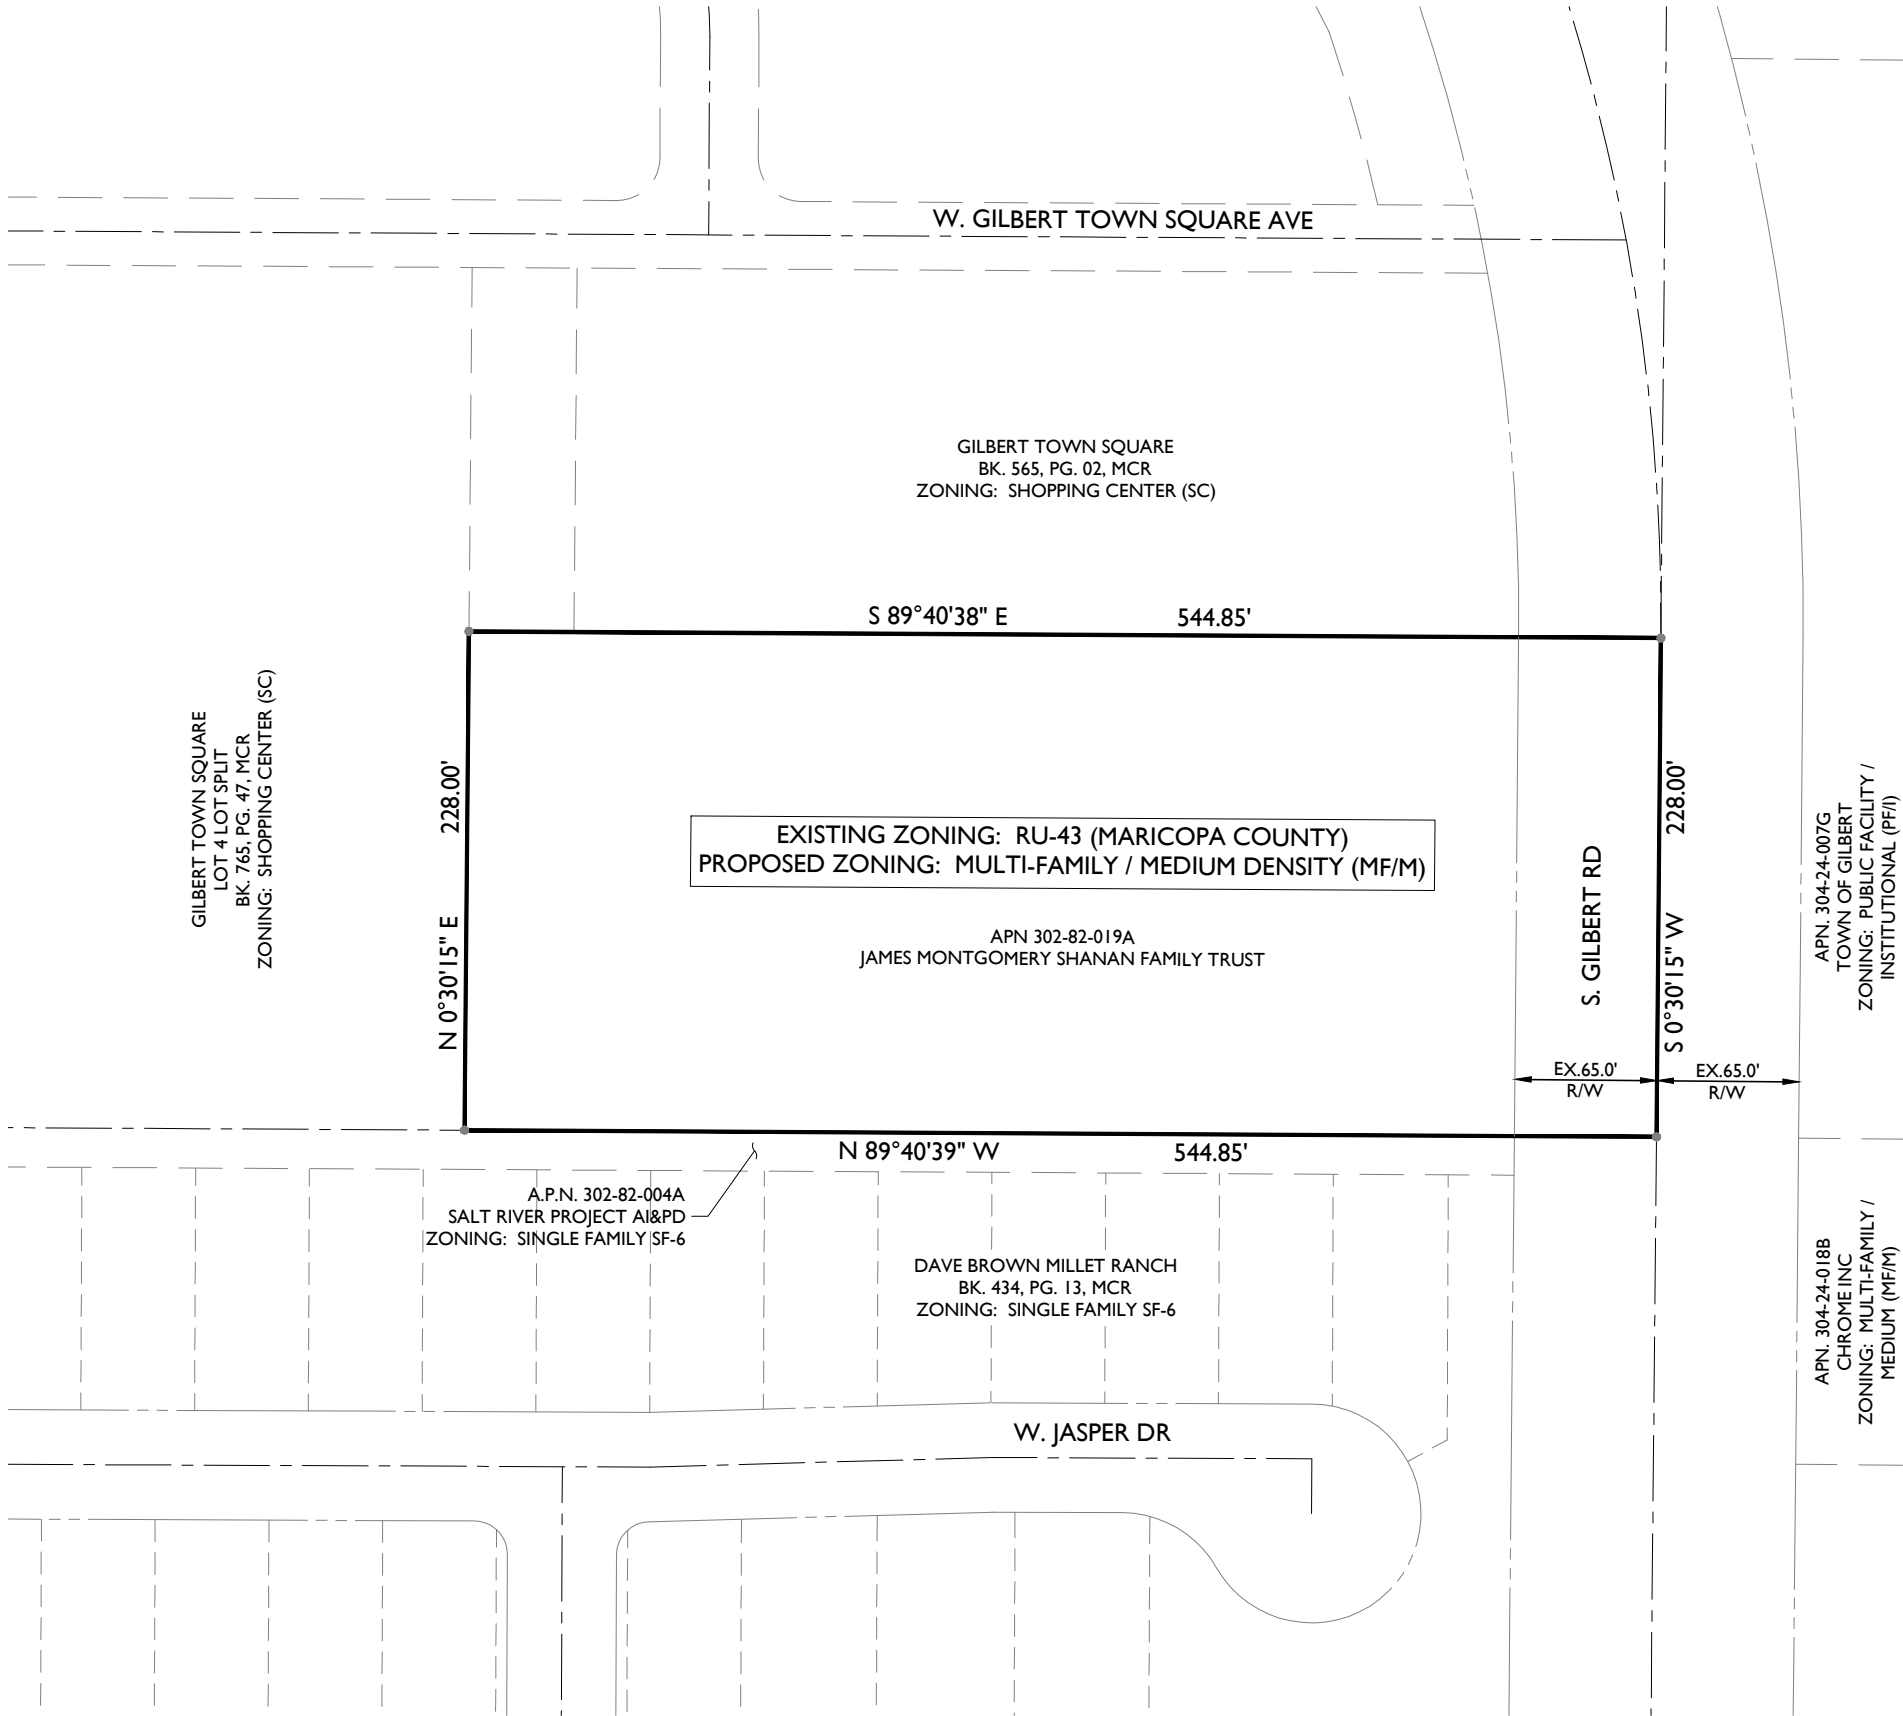 W. GILBERT TOWN SQUARE AVE
GILBERT TOWN SQUARE
BK. 565, PG. 02, MCR
ZONING: SHOPPING CENTER (SC)
S 89°40'38" E
544.85'
GILBERT TOWN SQUARE
LOT 4 LOT SPLIT
BK. 765, PG. 47, MCR
ZONING: SHOPPING CENTER (SC)
N 0°30'15" E
228.00'
EXISTING ZONING: RU-43 (MARICOPA COUNTY)
PROPOSED ZONING: MULTI-FAMILY / MEDIUM DENSITY (MF/M)
APN 302-82-019A
JAMES MONTGOMERY SHANAN FAMILY TRUST
S. GILBERT RD
S 0°30'15" W
228.00'
APN. 304-24-007G
TOWN OF GILBERT
ZONING: PUBLIC FACILITY /
INSTITUTIONAL (PF/I)
EX.65.0'
R/W
EX.65.0'
R/W
N 89°40'39" W
544.85'
A.P.N. 302-82-004A
SALT RIVER PROJECT AI&PD
ZONING: SINGLE FAMILY SF-6
DAVE BROWN MILLET RANCH
BK. 434, PG. 13, MCR
ZONING: SINGLE FAMILY SF-6
APN. 304-24-018B
CHROME INC
ZONING: MULTI-FAMILY /
MEDIUM (MF/M)
W. JASPER DR